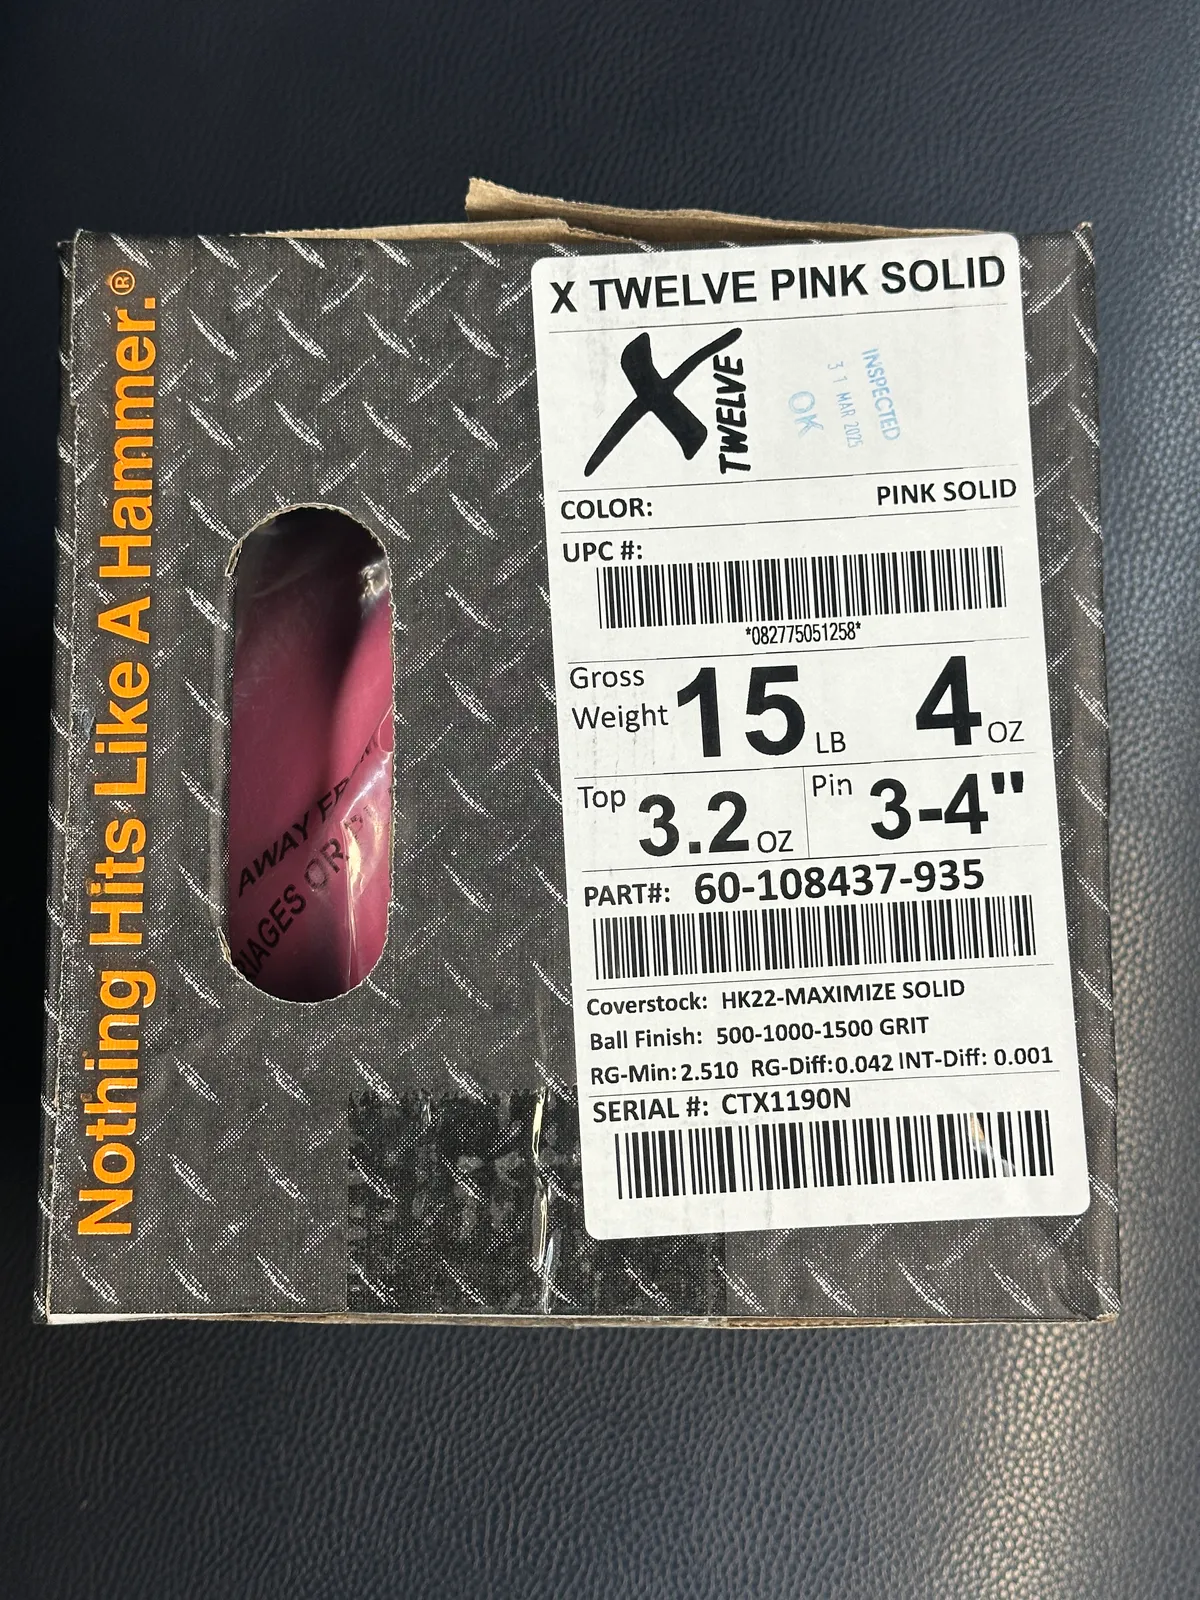 Nothing Hits Like A Hammer.®
AWAY FR
IAGES OR
X TWELVE PINK SOLID
X TWELVE
INSPECTED
31 MAR 2025
OK
COLOR: PINK SOLID
UPC #:
*082775051258*
Gross Weight 15 LB 4 OZ
Top 3.2 OZ Pin 3-4"
PART#: 60-108437-935
Coverstock: HK22-MAXIMIZE SOLID
Ball Finish: 500-1000-1500 GRIT
RG-Min: 2.510 RG-Diff: 0.042 INT-Diff: 0.001
SERIAL #: CTX1190N